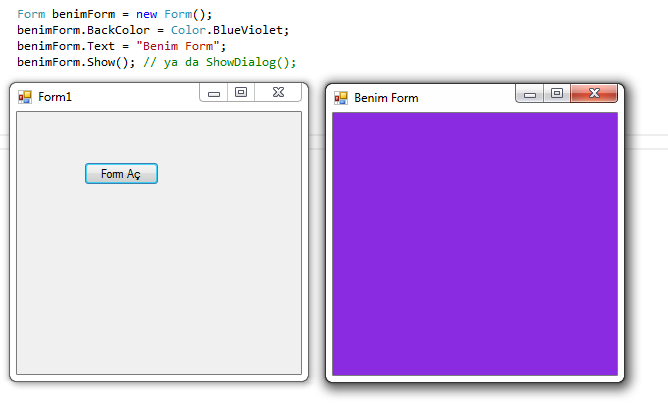 Form benimForm = new Form();
benimForm.BackColor = Color.BlueViolet;
benimForm.Text = "Benim Form";
benimForm.Show(); // ya da ShowDialog();
Form1
Form Aç
Benim Form